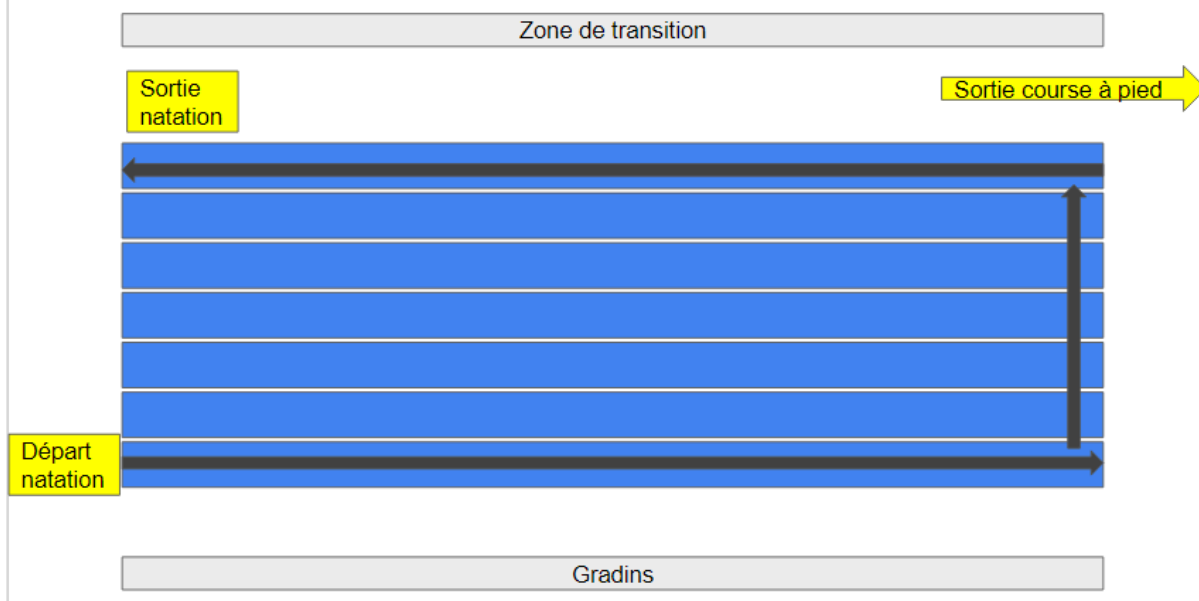 Zone de transition
Sortie
natation
Sortie course à pied
Départ
natation
Gradins